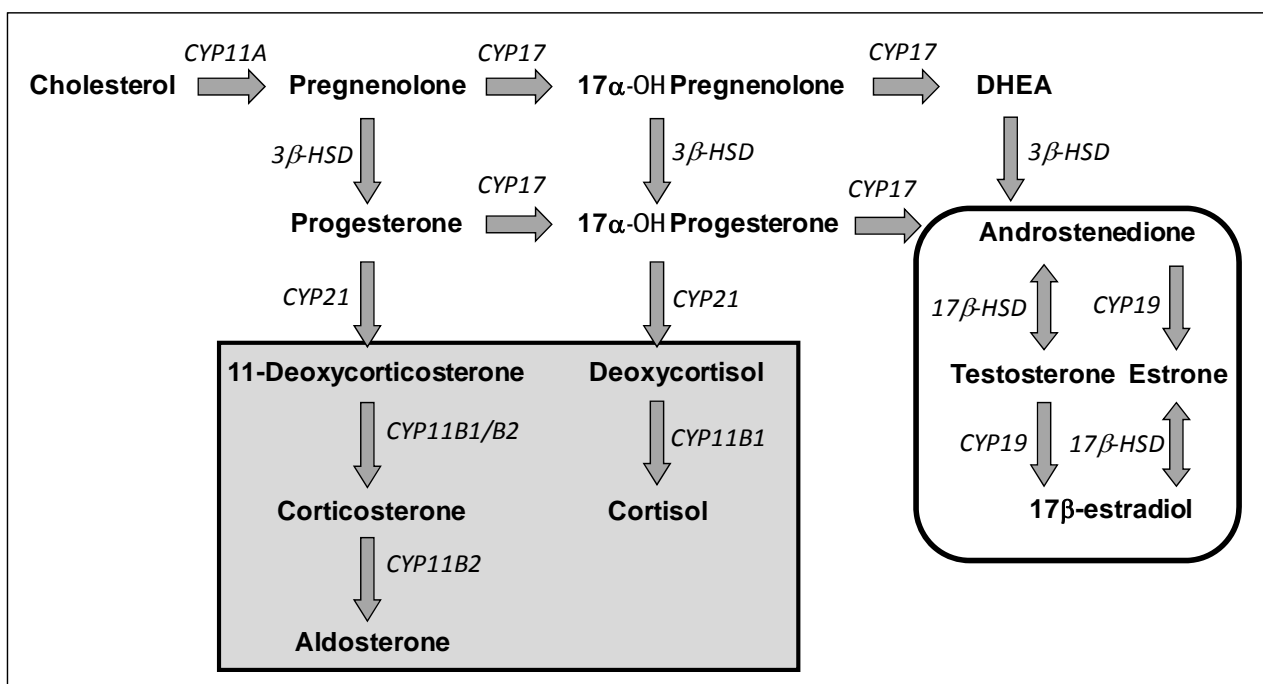 CYP11A CYP17 CYP17
Cholesterol Pregnenolone 17α-OH Pregnenolone DHEA
3β-HSD 3β-HSD 3β-HSD
CYP17 CYP17
Progesterone 17α-OH Progesterone Androstenedione
CYP21 CYP21 17β-HSD CYP19
11-Deoxycorticosterone Deoxycortisol Testosterone Estrone
CYP11B1/B2 CYP11B1 CYP19 17β-HSD
Corticosterone Cortisol 17β-estradiol
CYP11B2
Aldosterone